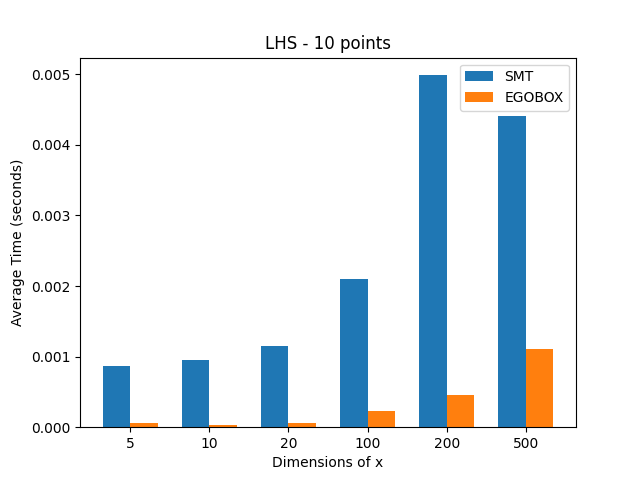 LHS - 10 points
SMT
EGOBOX
0.005
0.004
0.003
0.002
0.001
0.000
Average Time (seconds)
5 10 20 100 200 500
Dimensions of x